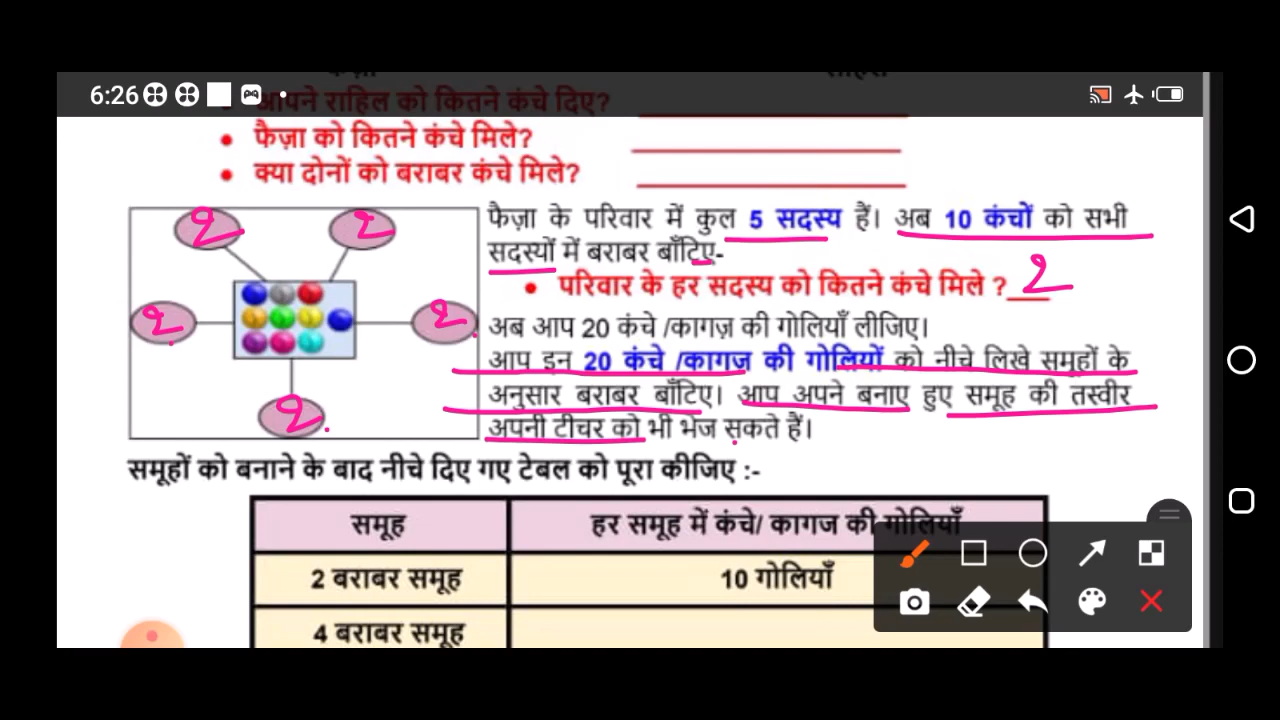 6:26
आपने राहिल को कितने कंचे दिए?
फैज़ा को कितने कंचे मिले?
क्या दोनों को बराबर कंचे मिले?
2 2
2 2
2
फैज़ा के परिवार में कुल 5 सदस्य हैं। अब 10 कंचों को सभी
सदस्यों में बराबर बाँटिए-
परिवार के हर सदस्य को कितने कंचे मिले ? 2
अब आप 20 कंचे /कागज़ की गोलियाँ लीजिए।
आप इन 20 कंचे /कागज की गोलियों को नीचे लिखे समूहों के
अनुसार बराबर बाँटिए। आप अपने बनाए हुए समूह की तस्वीर
अपनी टीचर को भी भेज सकते हैं।
समूहों को बनाने के बाद नीचे दिए गए टेबल को पूरा कीजिए :-
समूह हर समूह में कंचे/ कागज की गोलियाँ
2 बराबर समूह 10 गोलियाँ
4 बराबर समूह